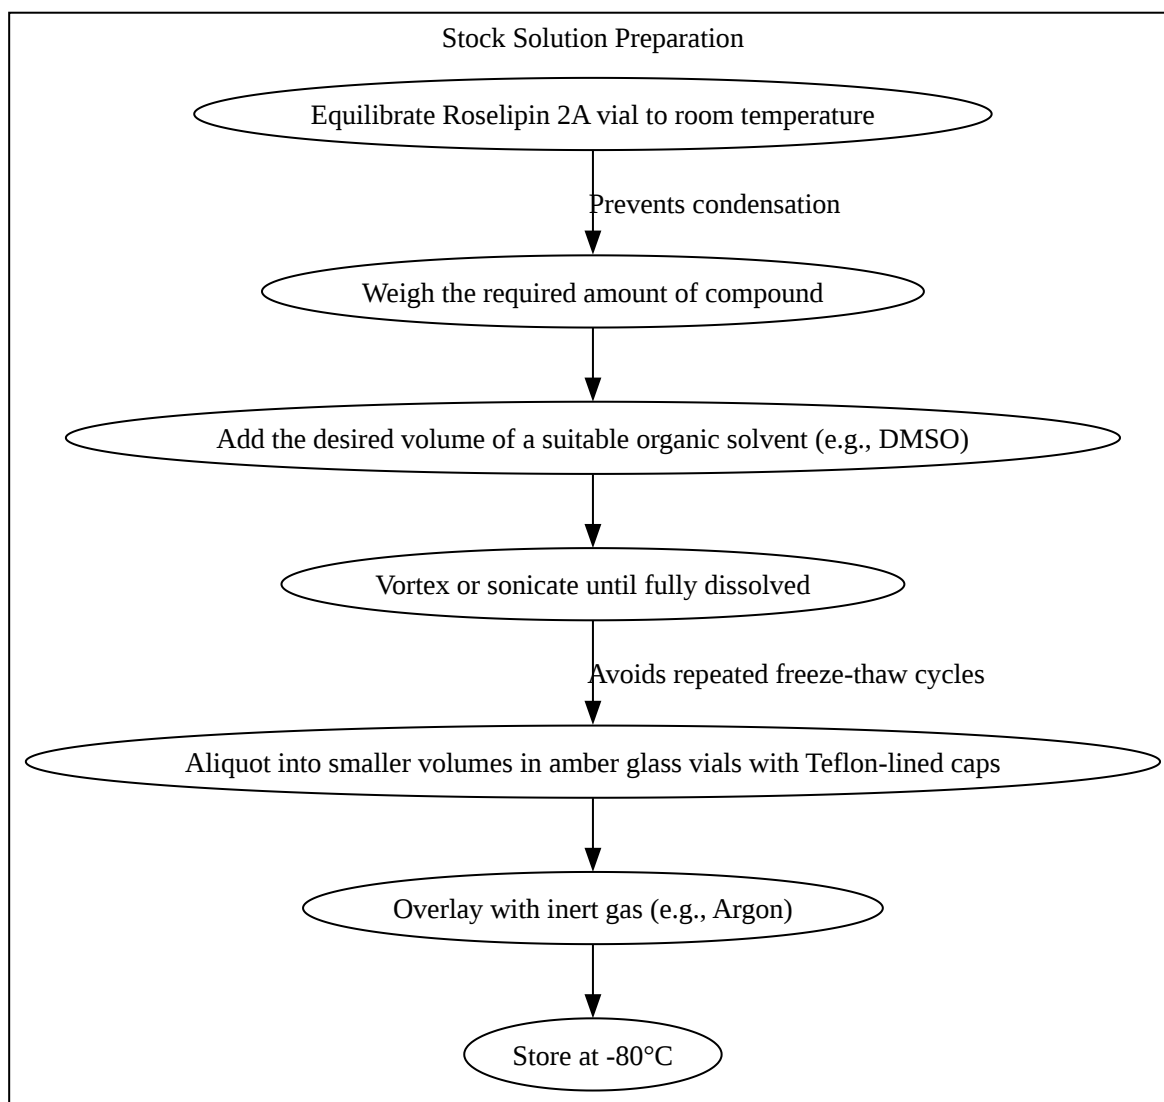 Stock Solution Preparation
Equilibrate Roselipin 2A vial to room temperature
Prevents condensation
Weigh the required amount of compound
Add the desired volume of a suitable organic solvent (e.g., DMSO)
Vortex or sonicate until fully dissolved
Avoids repeated freeze-thaw cycles
Aliquot into smaller volumes in amber glass vials with Teflon-lined caps
Overlay with inert gas (e.g., Argon)
Store at -80°C